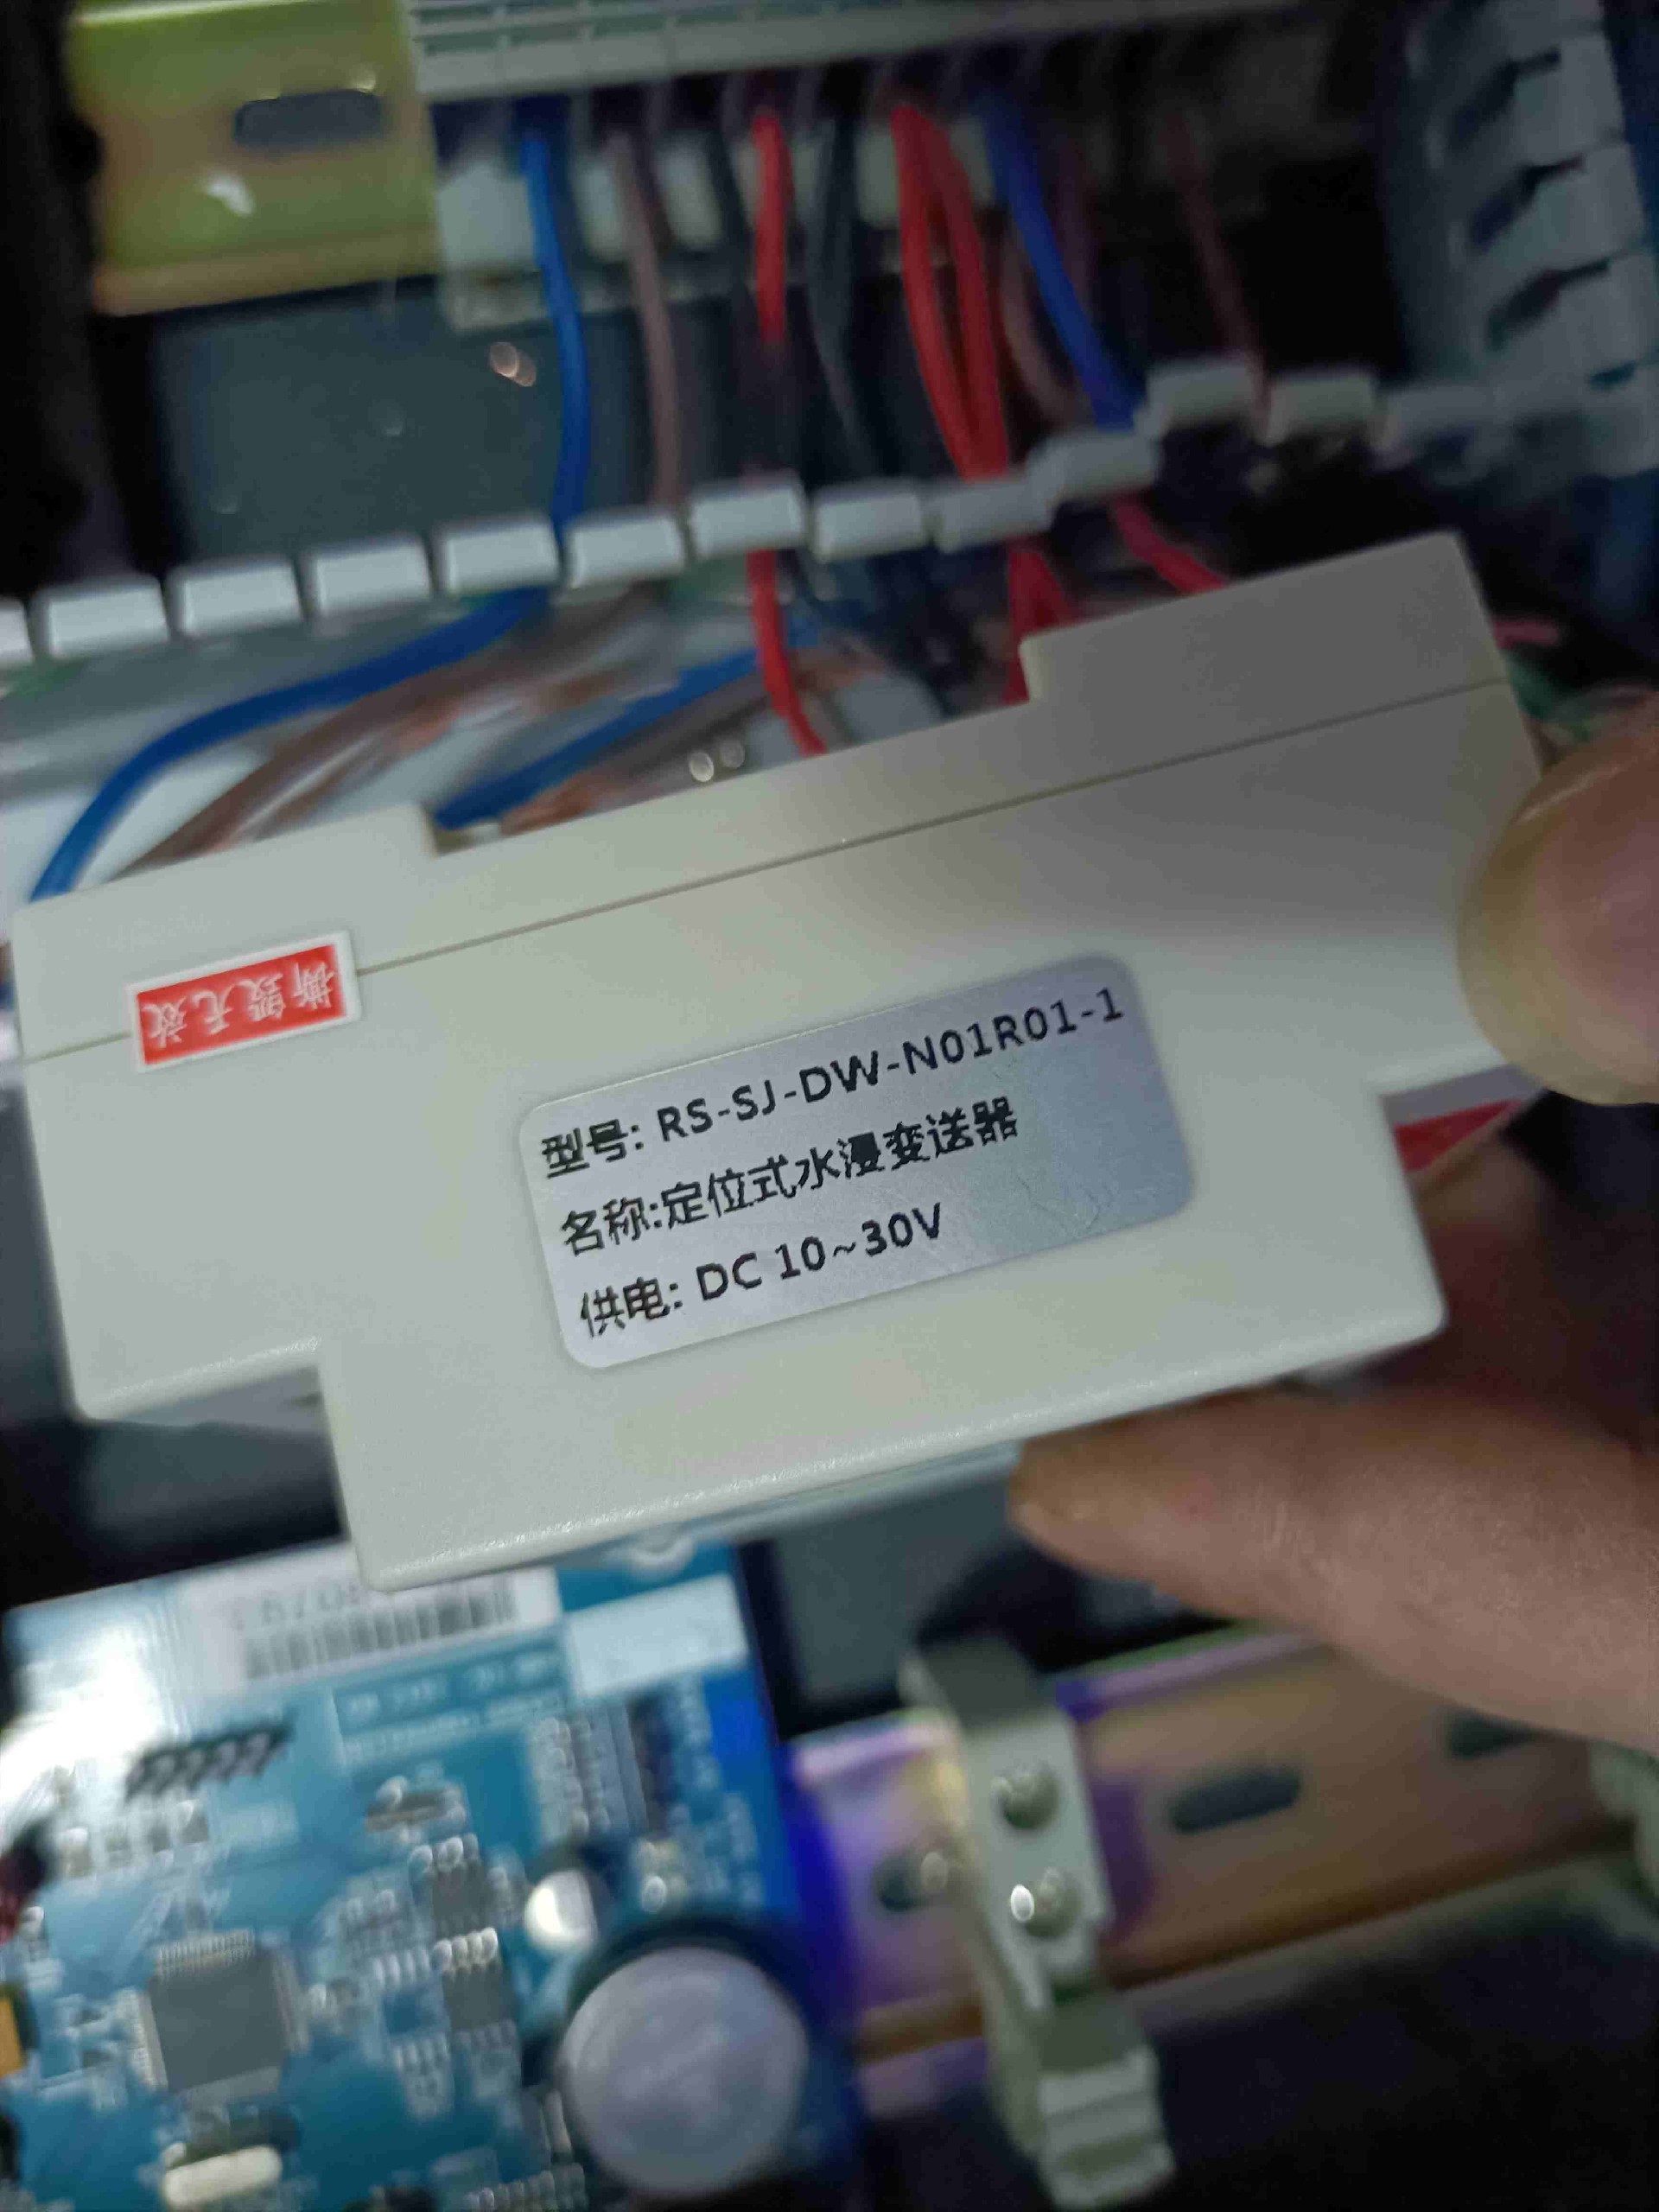 撕毁无效
型号: RS-SJ-DW-N01R01-1
名称:定位式水浸变送器
供电: DC 10~30V